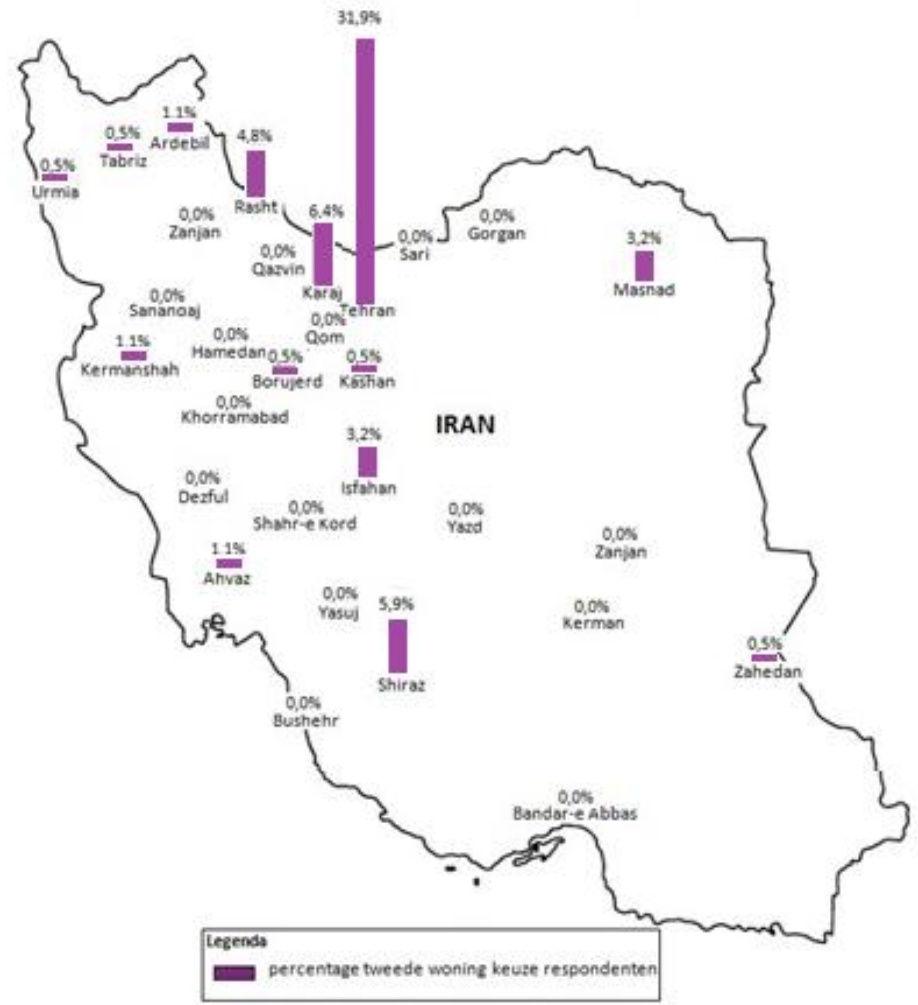 31,9%
1.1%
Ardebil
0,5%
Tabriz
4,8%
Rasht
0,5%
Urmia
0,0%
Zanjan
6,4%
Karaj
0,0%
Gorgan
0,0%
Sari
Tehran
0,0%
Qazvin
3,2%
Masnad
0,0%
Sananoaj
0,0%
Qom
0,0%
Hamedan
1.1%
Kermanshah
0,5%
Borujerd
0,5%
Kashan
0,0%
Khorramabad
IRAN
3,2%
Isfahan
0,0%
Dezful
0,0%
Shahr-e Kord
0,0%
Yazd
0,0%
Zanjan
1.1%
Ahvaz
0,0%
Yasuj
5,9%
Shiraz
0,0%
Kerman
0,5%
Zahedan
0,0%
Bushehr
0,0%
Bandar-e Abbas
Legenda
percentage tweede woning keuze respondenten